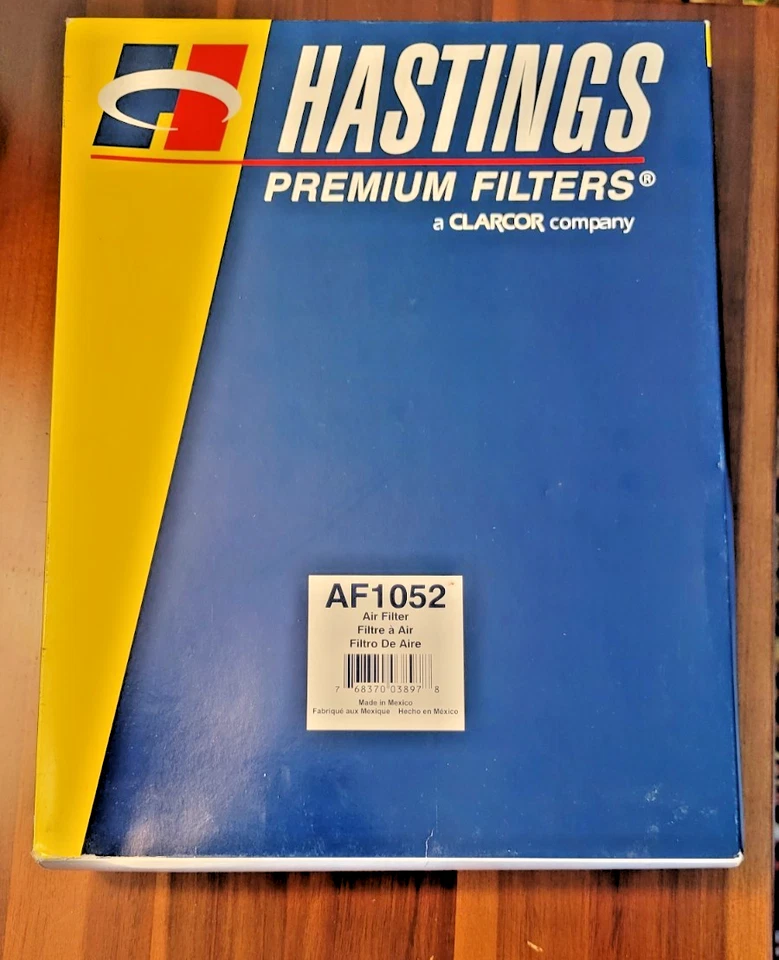 HASTINGS
PREMIUM FILTERS®
a CLARCOR company
AF1052
Air Filter
Filtre à Air
Filtro De Aire
7 68370 03897 8
Made in Mexico
Fabriqué aux Mexique Hecho en México